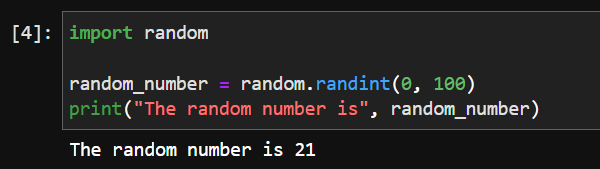 [4]: import random
random_number = random.randint(0, 100)
print("The random number is", random_number)
The random number is 21